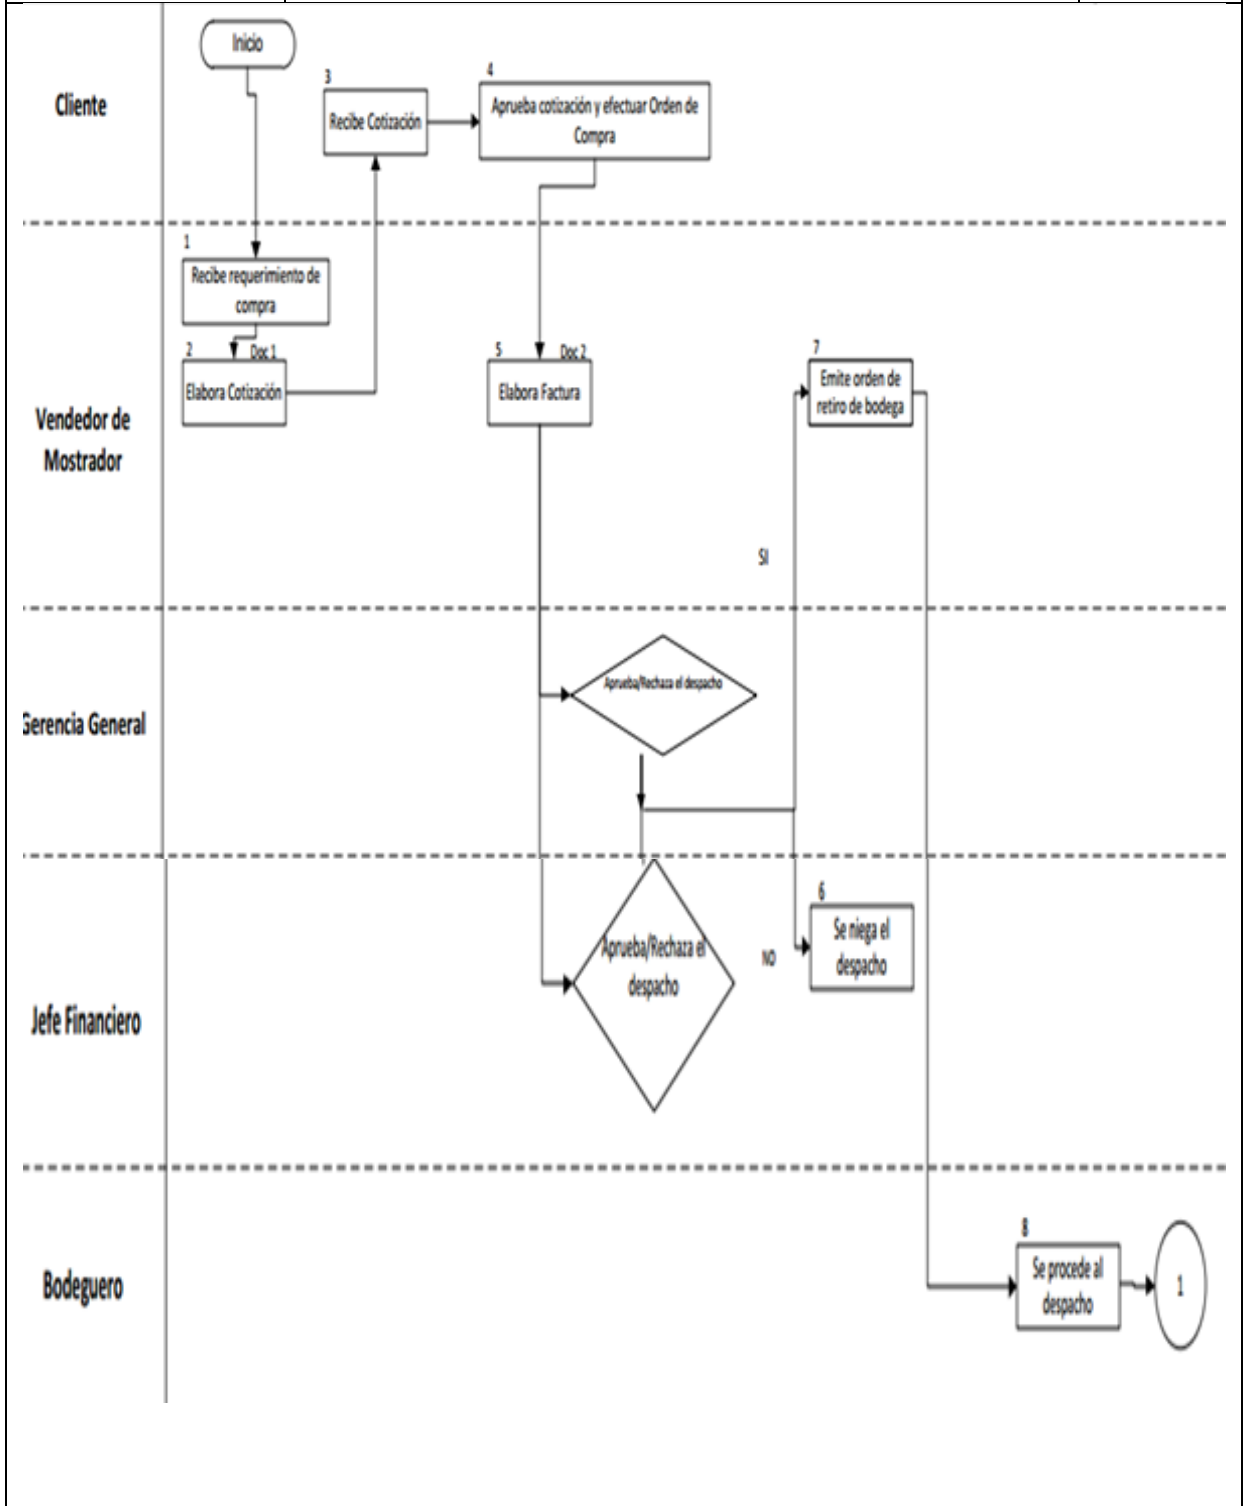 Inicio
Cliente
3
Recibe Cotización
4
Aprueba cotización y efectuar Orden de
Compra
1
Recibe requerimiento de
compra
2
Doc 1
Elabora Cotización
5
Doc 2
Elabora Factura
7
Emite orden de
retiro de bodega
Vendedor de
Mostrador
SI
Aprueba/Rechaza el despacho
Gerencia General
6
Se niega el
despacho
NO
Aprueba/Rechaza el
despacho
Jefe Financiero
8
Se procede al
despacho
1
Bodeguero